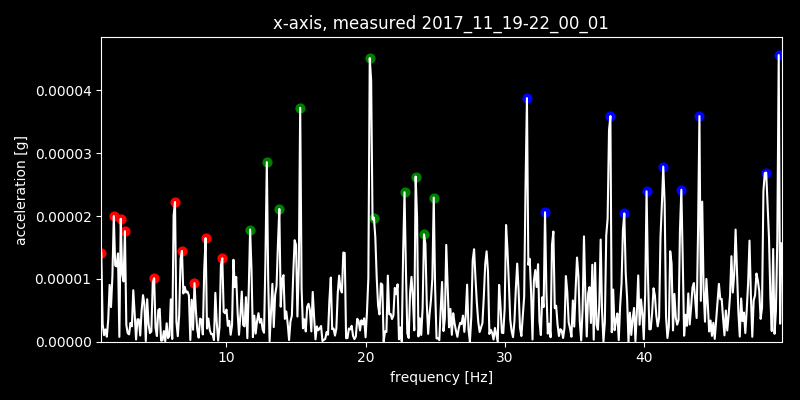 x-axis, measured 2017_11_19-22_00_01
0.00004
0.00003
0.00002
0.00001
0.00000
acceleration [g]
10 20 30 40
frequency [Hz]